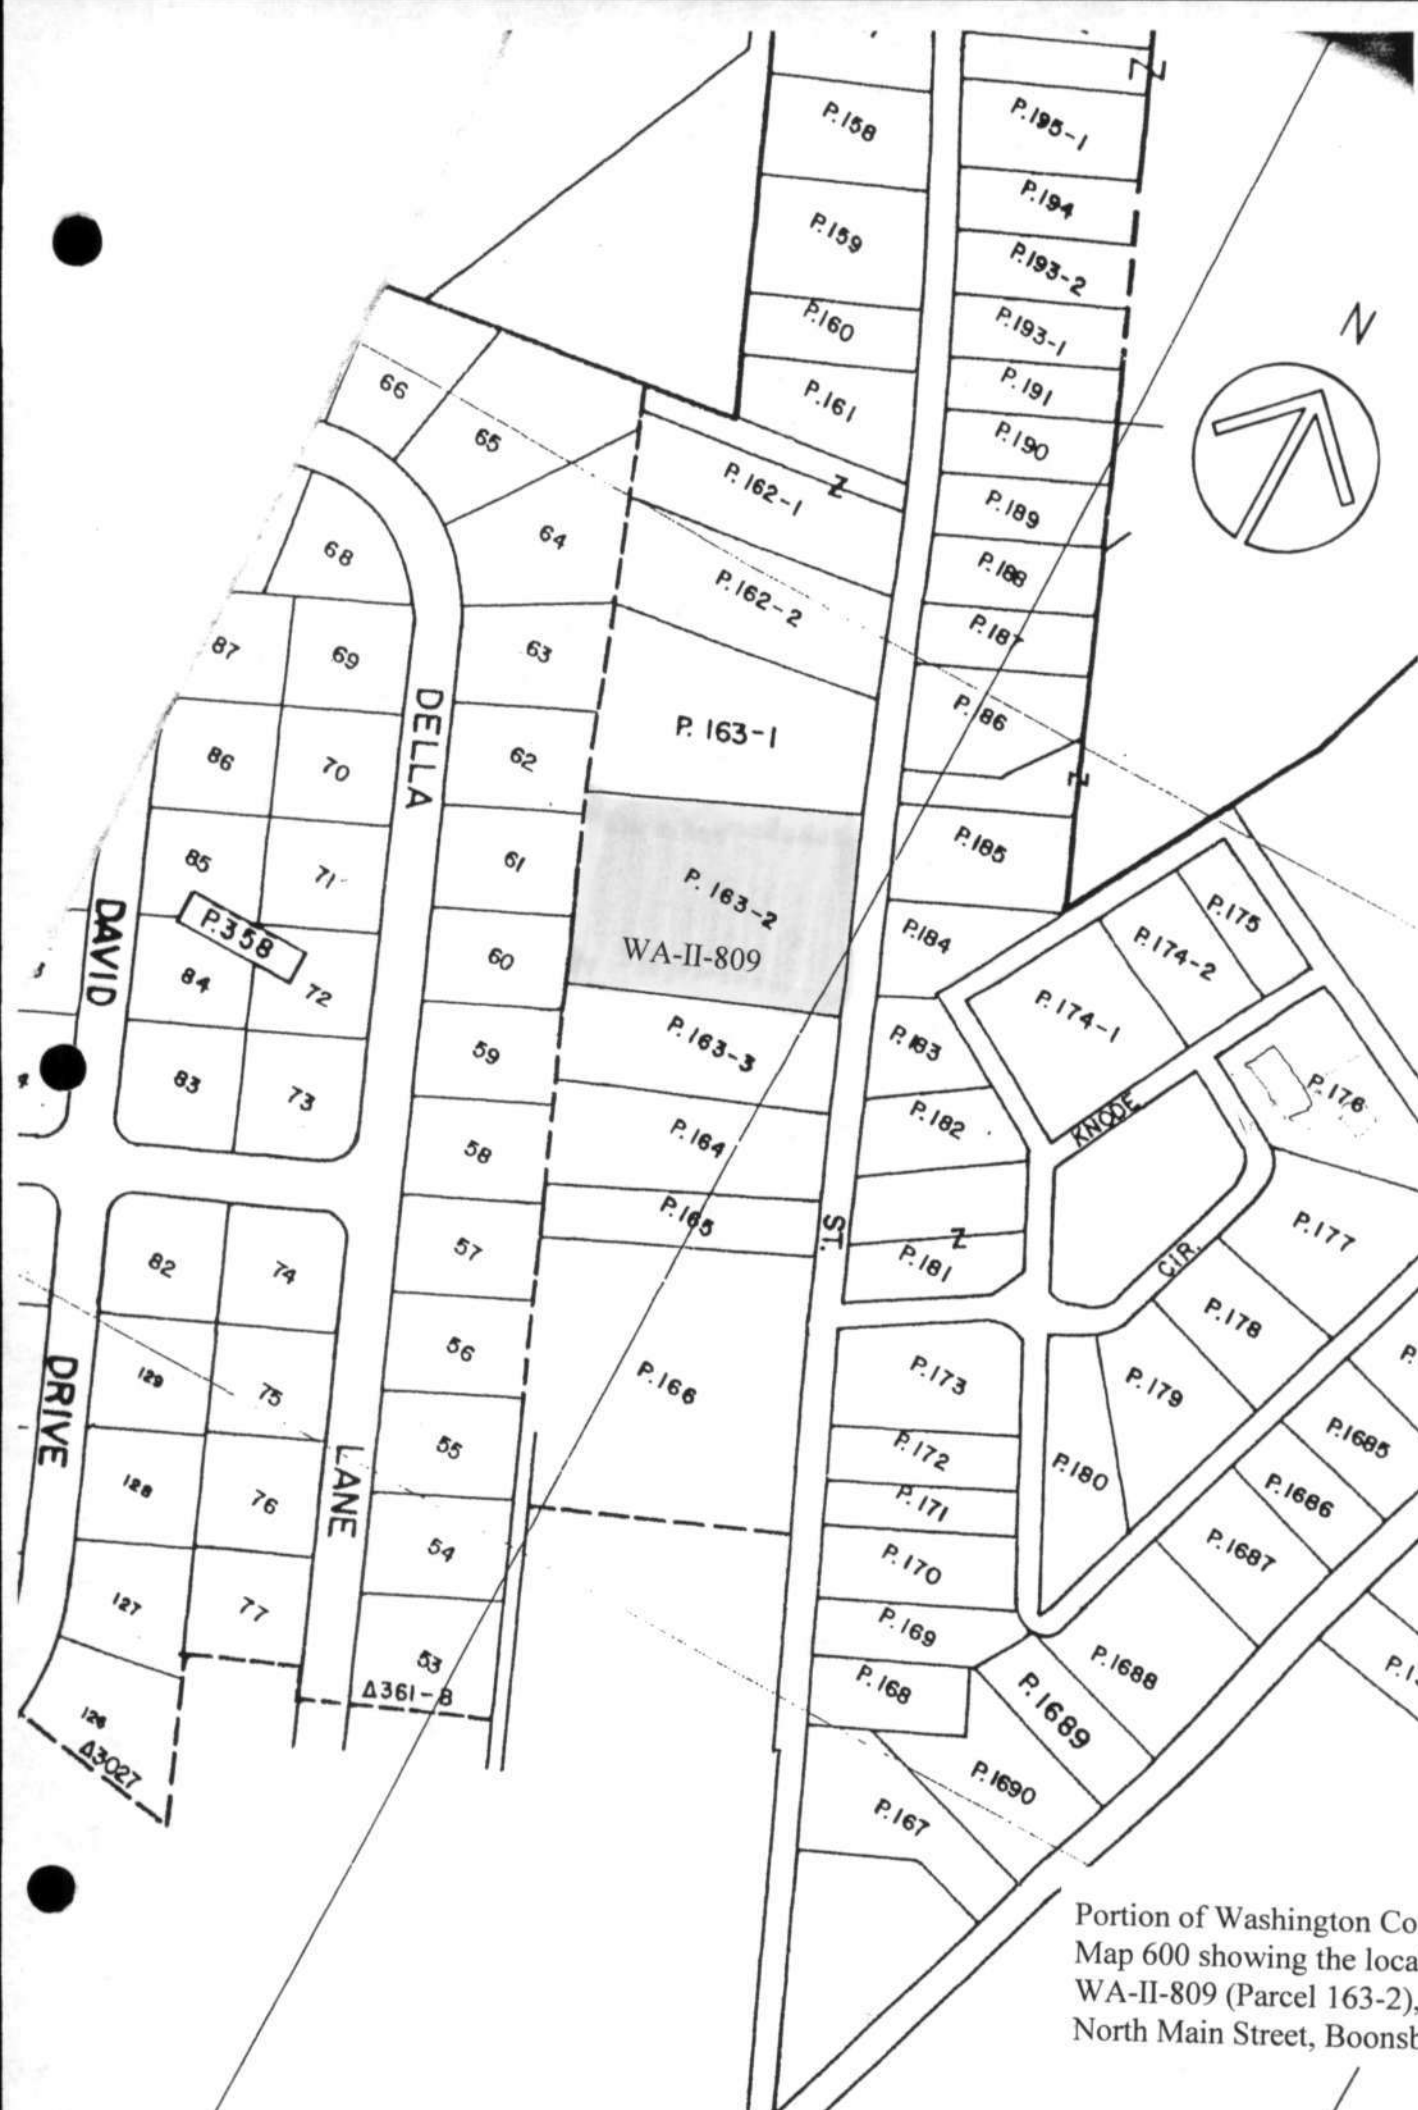 P.158
P.195-1
P.194
P.159
P.193-2
P.160
P.193-1
N
66
P.161
P.191
65
P.190
P.162-1
Z
P.189
64
68
P.188
P.162-2
P.187
87
69
63
P.186
DELLA
P. 163-1
86
70
62
Z
85
71
61
P.185
P. 163-2
P.175
P.358
DAVID
P.184
P.174-2
WA-II-809
84
72
60
P.174-1
P.183
P.163-3
59
83
73
P.176
KNODE
P.182
P.164
58
P.165
ST.
P.177
57
Z
P.181
CIR.
82
74
P.178
56
P.173
P.179
P.166
129
75
DRIVE
P.172
P.1685
55
P.180
P.1686
128
76
LANE
P.171
P.1687
54
P.170
127
77
P.169
53
P.1688
Δ361-8
P.168
P.1689
126
Δ3027
P.1690
P.167
Portion of Washington Co
Map 600 showing the loca
WA-II-809 (Parcel 163-2),
North Main Street, Boonsb